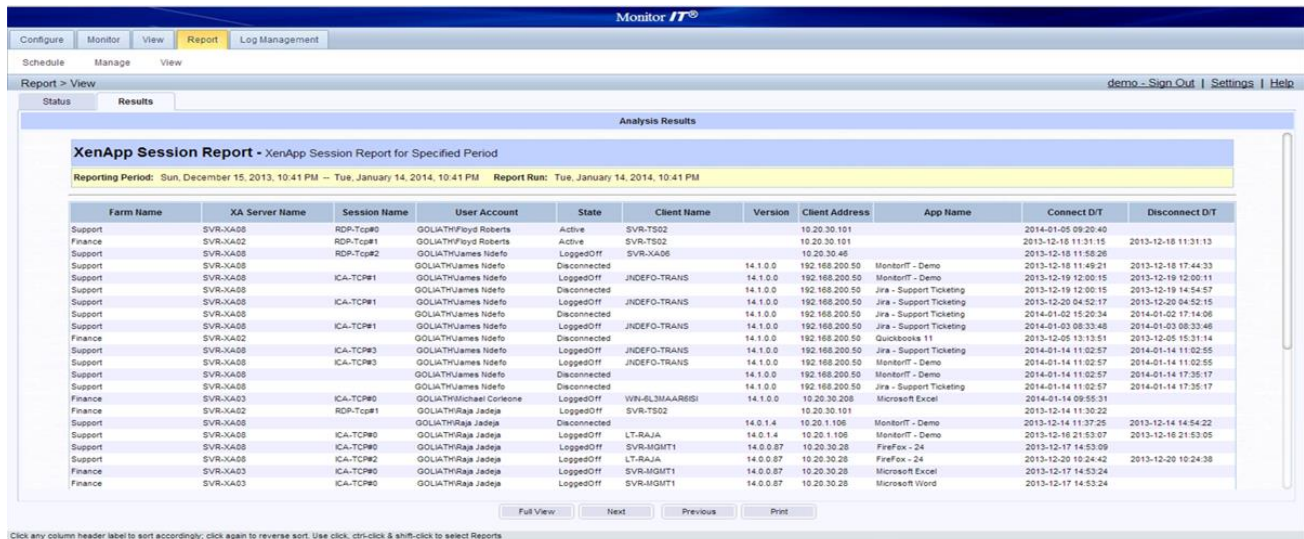 Monitor IT®
Configure Monitor View Report Log Management
Schedule Manage View
Report > View demo - Sign Out | Settings | Help
Status Results
Analysis Results
XenApp Session Report - XenApp Session Report for Specified Period
Reporting Period: Sun, December 15, 2013, 10:41 PM -- Tue, January 14, 2014, 10:41 PM Report Run: Tue, January 14, 2014, 10:41 PM
Farm Name XA Server Name Session Name User Account State Client Name Version Client Address App Name Connect D/T Disconnect D/T
Support SVR-XA08 RDP-Tcp#0 GOLIATH\Floyd Roberts Active SVR-TS02 10.20.30.101 2014-01-05 09:20:40
Finance SVR-XA02 RDP-Tcp#1 GOLIATH\Floyd Roberts Active SVR-TS02 10.20.30.101 2013-12-18 11:31:15 2013-12-18 11:31:13
Support SVR-XA08 RDP-Tcp#2 GOLIATH\James Ndefo LoggedOff SVR-XA06 10.20.30.46 2013-12-18 11:58:26
Support SVR-XA08 GOLIATH\James Ndefo Disconnected 14.1.0.0 192.168.200.50 MonitorIT - Demo 2013-12-18 11:49:21 2013-12-18 17:44:33
Support SVR-XA08 ICA-TCP#1 GOLIATH\James Ndefo LoggedOff JNDEFO-TRANS 14.1.0.0 192.168.200.50 MonitorIT - Demo 2013-12-19 12:00:15 2013-12-19 12:00:11
Support SVR-XA08 GOLIATH\James Ndefo Disconnected 14.1.0.0 192.168.200.50 Jira - Support Ticketing 2013-12-19 12:00:15 2013-12-19 14:54:57
Support SVR-XA08 ICA-TCP#1 GOLIATH\James Ndefo LoggedOff JNDEFO-TRANS 14.1.0.0 192.168.200.50 Jira - Support Ticketing 2013-12-20 04:52:17 2013-12-20 04:52:15
Support SVR-XA08 GOLIATH\James Ndefo Disconnected 14.1.0.0 192.168.200.50 Jira - Support Ticketing 2014-01-02 15:20:34 2014-01-02 17:14:06
Support SVR-XA08 ICA-TCP#1 GOLIATH\James Ndefo LoggedOff JNDEFO-TRANS 14.1.0.0 192.168.200.50 Jira - Support Ticketing 2014-01-03 08:33:48 2014-01-03 08:33:46
Finance SVR-XA02 GOLIATH\James Ndefo Disconnected 14.1.0.0 192.168.200.50 Quickbooks 11 2013-12-05 13:13:51 2013-12-05 15:31:14
Support SVR-XA08 ICA-TCP#3 GOLIATH\James Ndefo LoggedOff JNDEFO-TRANS 14.1.0.0 192.168.200.50 Jira - Support Ticketing 2014-01-14 11:02:57 2014-01-14 11:02:55
Support SVR-XA08 ICA-TCP#3 GOLIATH\James Ndefo LoggedOff JNDEFO-TRANS 14.1.0.0 192.168.200.50 MonitorIT - Demo 2014-01-14 11:02:57 2014-01-14 11:02:55
Support SVR-XA08 GOLIATH\James Ndefo Disconnected 14.1.0.0 192.168.200.50 MonitorIT - Demo 2014-01-14 11:02:57 2014-01-14 17:35:17
Support SVR-XA08 GOLIATH\James Ndefo Disconnected 14.1.0.0 192.168.200.50 Jira - Support Ticketing 2014-01-14 11:02:57 2014-01-14 17:35:17
Finance SVR-XA03 ICA-TCP#0 GOLIATH\Michael Corleone LoggedOff WIN-6L3MAAR6ISI 14.1.0.0 10.20.30.208 Microsoft Excel 2014-01-14 09:55:31
Finance SVR-XA02 RDP-Tcp#1 GOLIATH\Raja Jadeja LoggedOff SVR-TS02 10.20.30.101 2013-12-14 11:30:22
Support SVR-XA08 GOLIATH\Raja Jadeja Disconnected 14.0.1.4 10.20.1.106 MonitorIT - Demo 2013-12-14 11:37:25 2013-12-14 14:54:22
Support SVR-XA08 ICA-TCP#0 GOLIATH\Raja Jadeja LoggedOff LT-RAJA 14.0.1.4 10.20.1.106 MonitorIT - Demo 2013-12-16 21:53:07 2013-12-16 21:53:05
Support SVR-XA08 ICA-TCP#0 GOLIATH\Raja Jadeja LoggedOff SVR-MGMT1 14.0.0.87 10.20.30.28 FireFox - 24 2013-12-17 14:53:09
Support SVR-XA08 ICA-TCP#2 GOLIATH\Raja Jadeja LoggedOff LT-RAJA 14.0.0.87 10.20.30.28 FireFox - 24 2013-12-20 10:24:42 2013-12-20 10:24:38
Finance SVR-XA03 ICA-TCP#0 GOLIATH\Raja Jadeja LoggedOff SVR-MGMT1 14.0.0.87 10.20.30.28 Microsoft Excel 2013-12-17 14:53:24
Finance SVR-XA03 ICA-TCP#0 GOLIATH\Raja Jadeja LoggedOff SVR-MGMT1 14.0.0.87 10.20.30.28 Microsoft Word 2013-12-17 14:53:24
Full View Next Previous Print
Click any column header label to sort accordingly; click again to reverse sort. Use click, ctrl-click & shift-click to select Reports